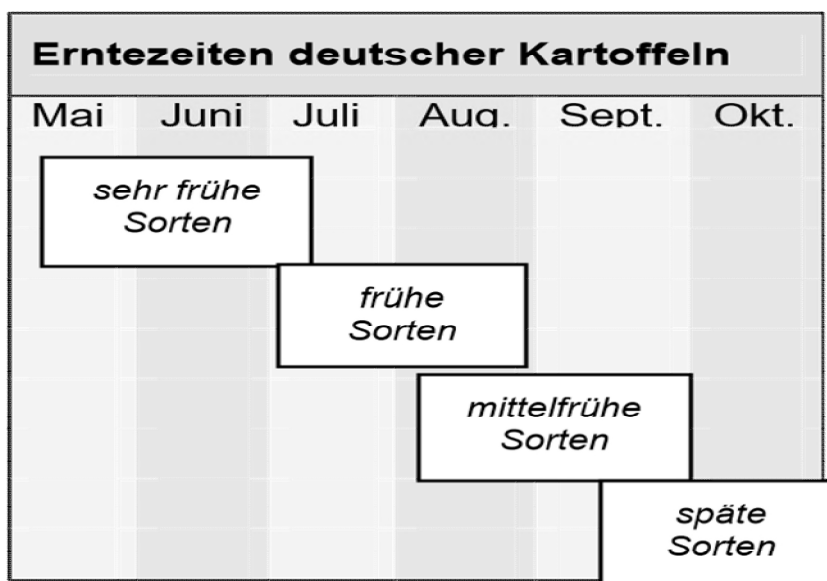 Erntezeiten deutscher Kartoffeln
Mai Juni Juli Aug. Sept. Okt.
sehr frühe
Sorten
frühe
Sorten
mittelfrühe
Sorten
späte
Sorten